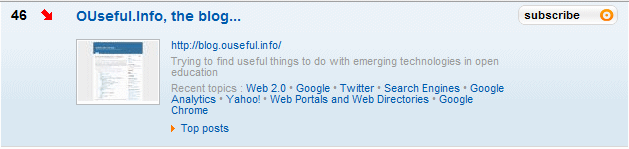 46 OUseful.Info, the blog... subscribe
http://blog.ouseful.info/
Trying to find useful things to do with emerging technologies in open
education
Recent topics : Web 2.0 • Google • Twitter • Search Engines • Google
Analytics • Yahoo! • Web Portals and Web Directories • Google
Chrome
Top posts